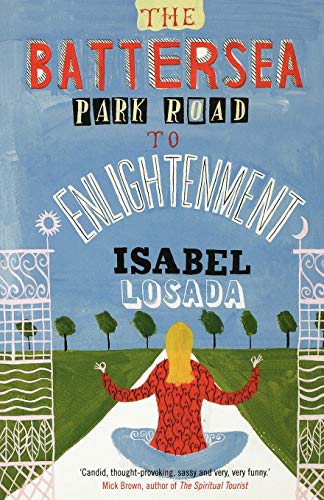 THE
BATTERSEA
PARK ROAD
TO
ENLIGHTENMENT
ISABEL
LOSADA
'Candid, thought-provoking, sassy and very, very funny.'
Mick Brown, author of The Spiritual Tourist